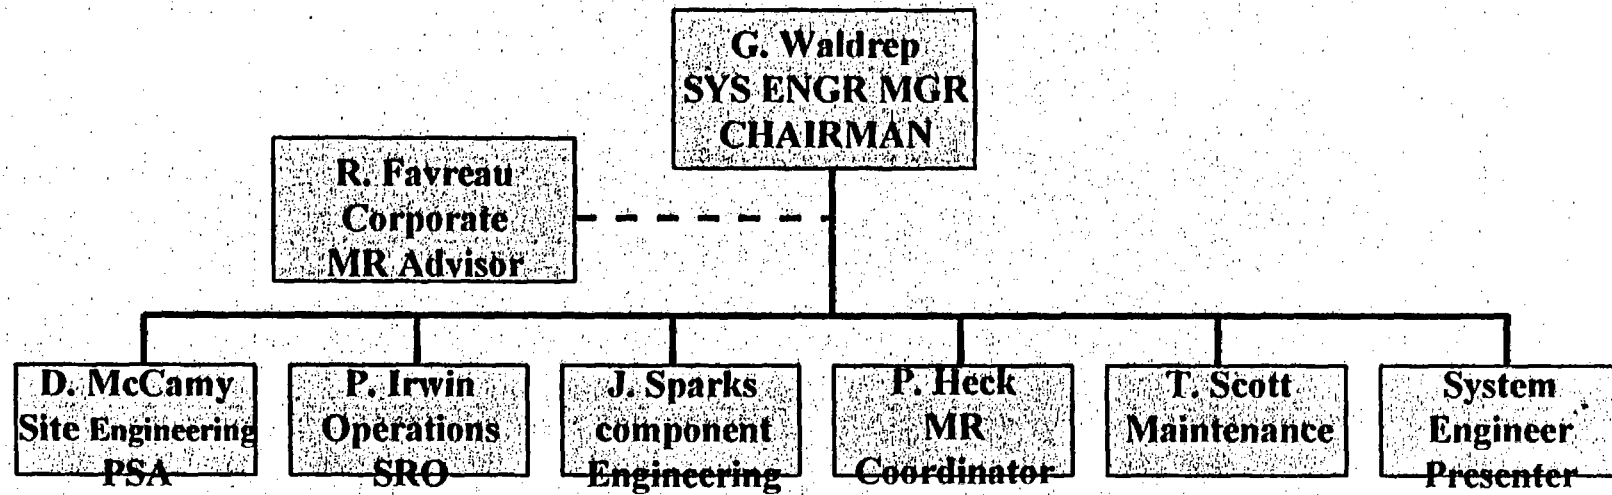 G. Waldrep
SYS ENGR MGR
CHAIRMAN
R. Favreau
Corporate
MR Advisor
D. McCamy
Site Engineering
PSA
P. Irwin
Operations
SRO
J. Sparks
component
Engineering
P. Heck
MR
Coordinator
T. Scott
Maintenance
System
Engineer
Presenter